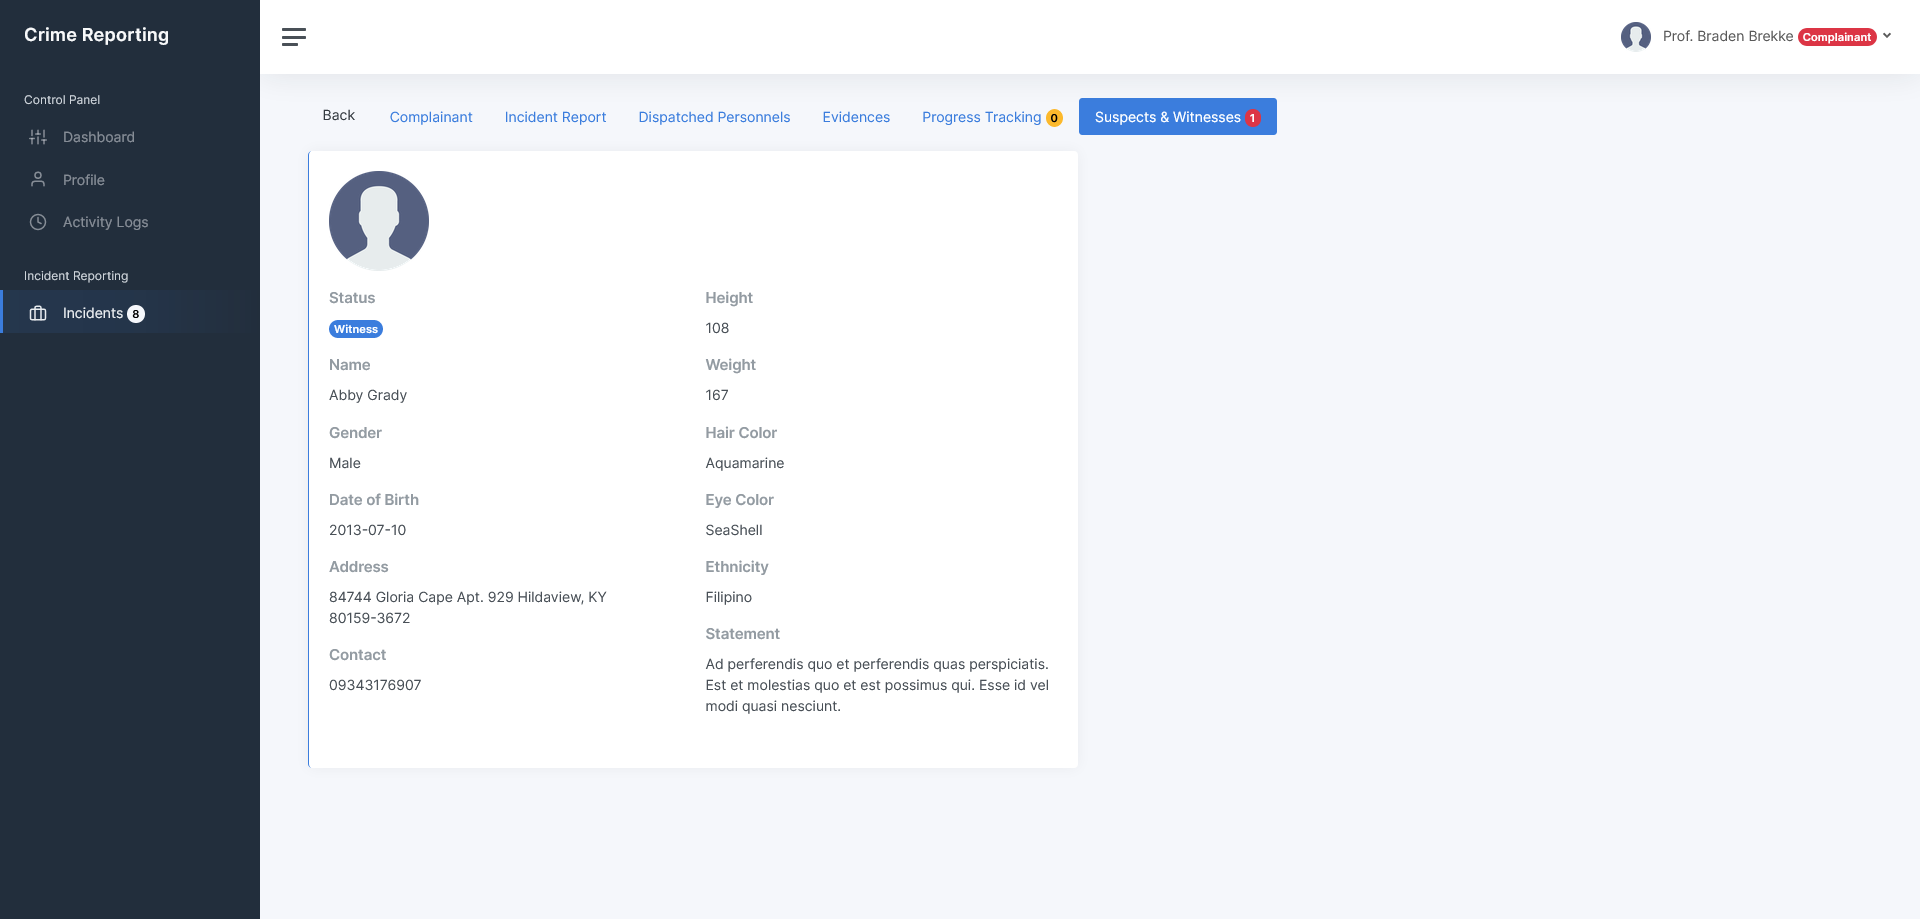 Crime Reporting
Control Panel
Dashboard
Profile
Activity Logs
Incident Reporting
Incidents 8
Prof. Braden Brekke Complainant
Back
Complainant
Incident Report
Dispatched Personnels
Evidences
Progress Tracking 0
Suspects & Witnesses 1
Status
Witness
Name
Abby Grady
Gender
Male
Date of Birth
2013-07-10
Address
84744 Gloria Cape Apt. 929 Hildaview, KY
80159-3672
Contact
09343176907
Height
108
Weight
167
Hair Color
Aquamarine
Eye Color
SeaShell
Ethnicity
Filipino
Statement
Ad perferendis quo et perferendis quas perspiciatis.
Est et molestias quo et est possimus qui. Esse id vel
modi quasi nesciunt.